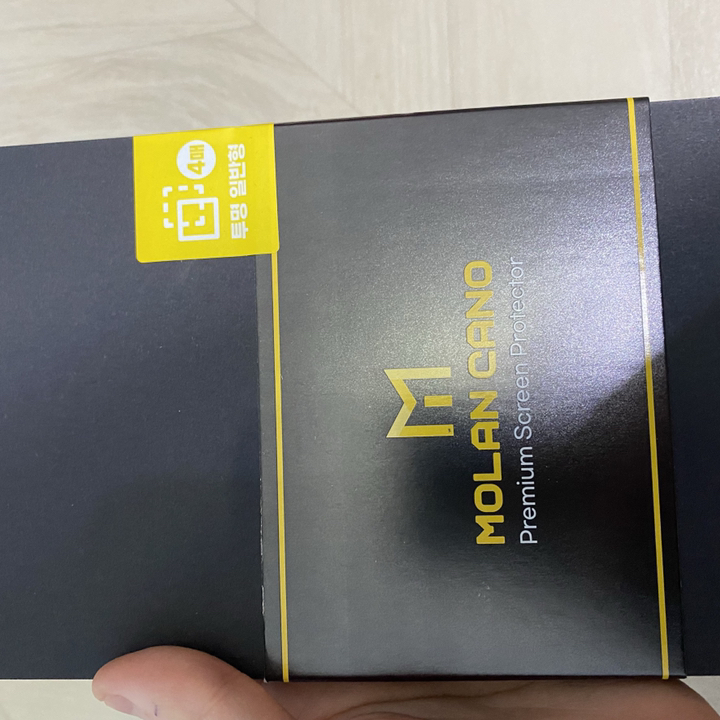 4매
투명 일반형
MOLAN CANO
Premium Screen Protector